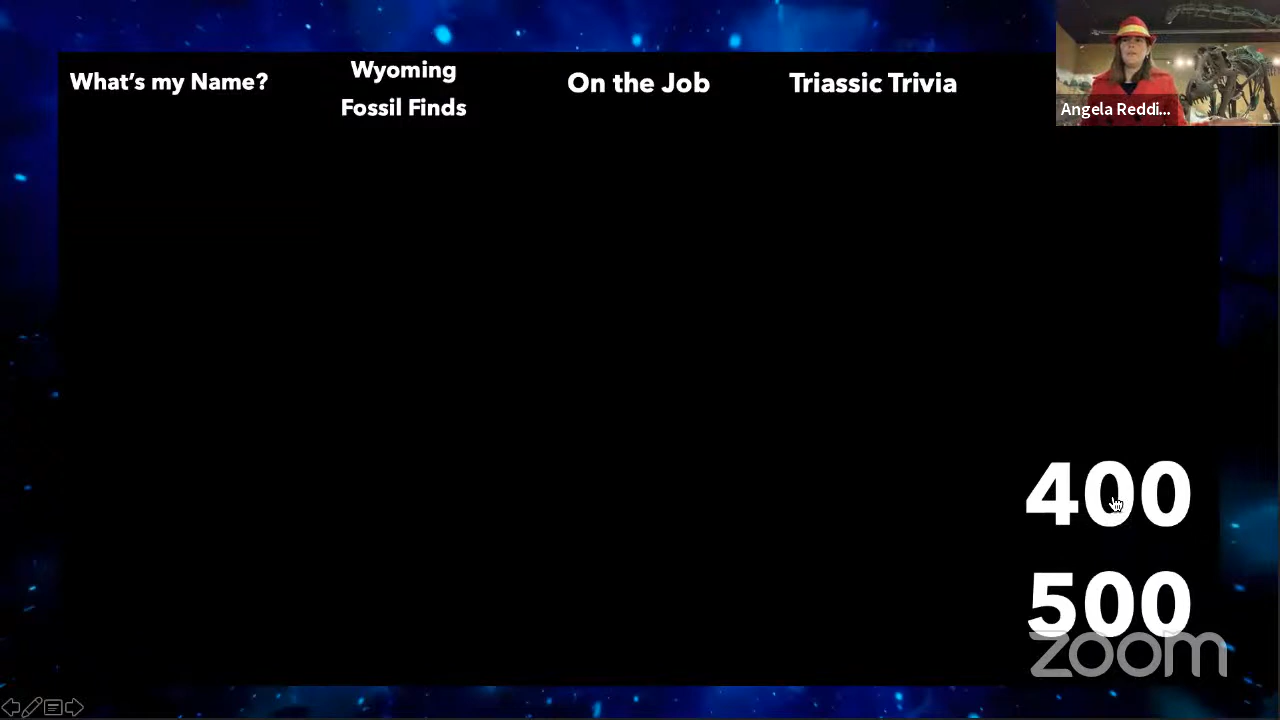 What's my Name?
Wyoming
Fossil Finds
On the Job
Triassic Trivia
Angela Reddi...
400
500
zoom